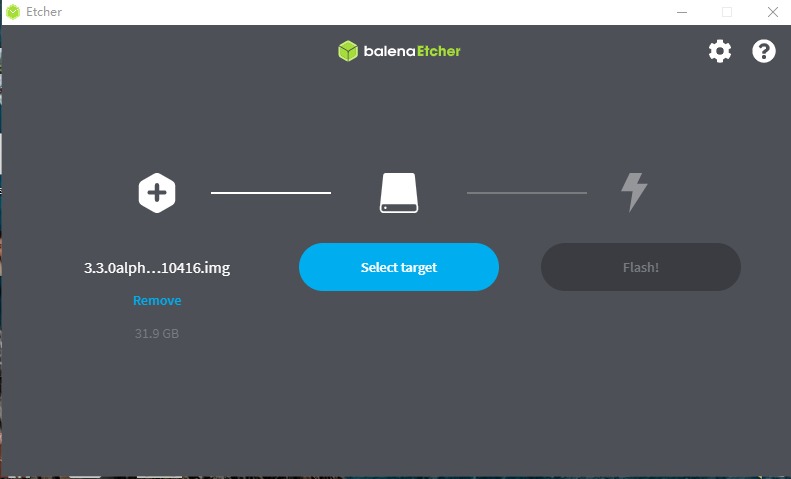 Etcher
balenaEtcher
3.3.0alph…10416.img
Select target
Flash!
Remove
31.9 GB